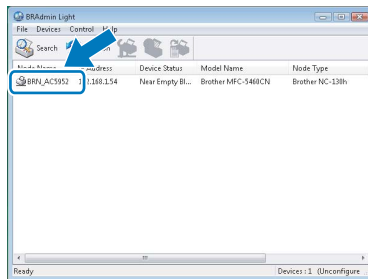 BRAdmin Light
File Devices Control Help
Search
Node Name Address Device Status Model Name Node Type
BRN_AC5952 192.168.1.54 Near Empty Bl... Brother MFC-5460CN Brother NC-130h
Ready Devices : 1 (Unconfigure